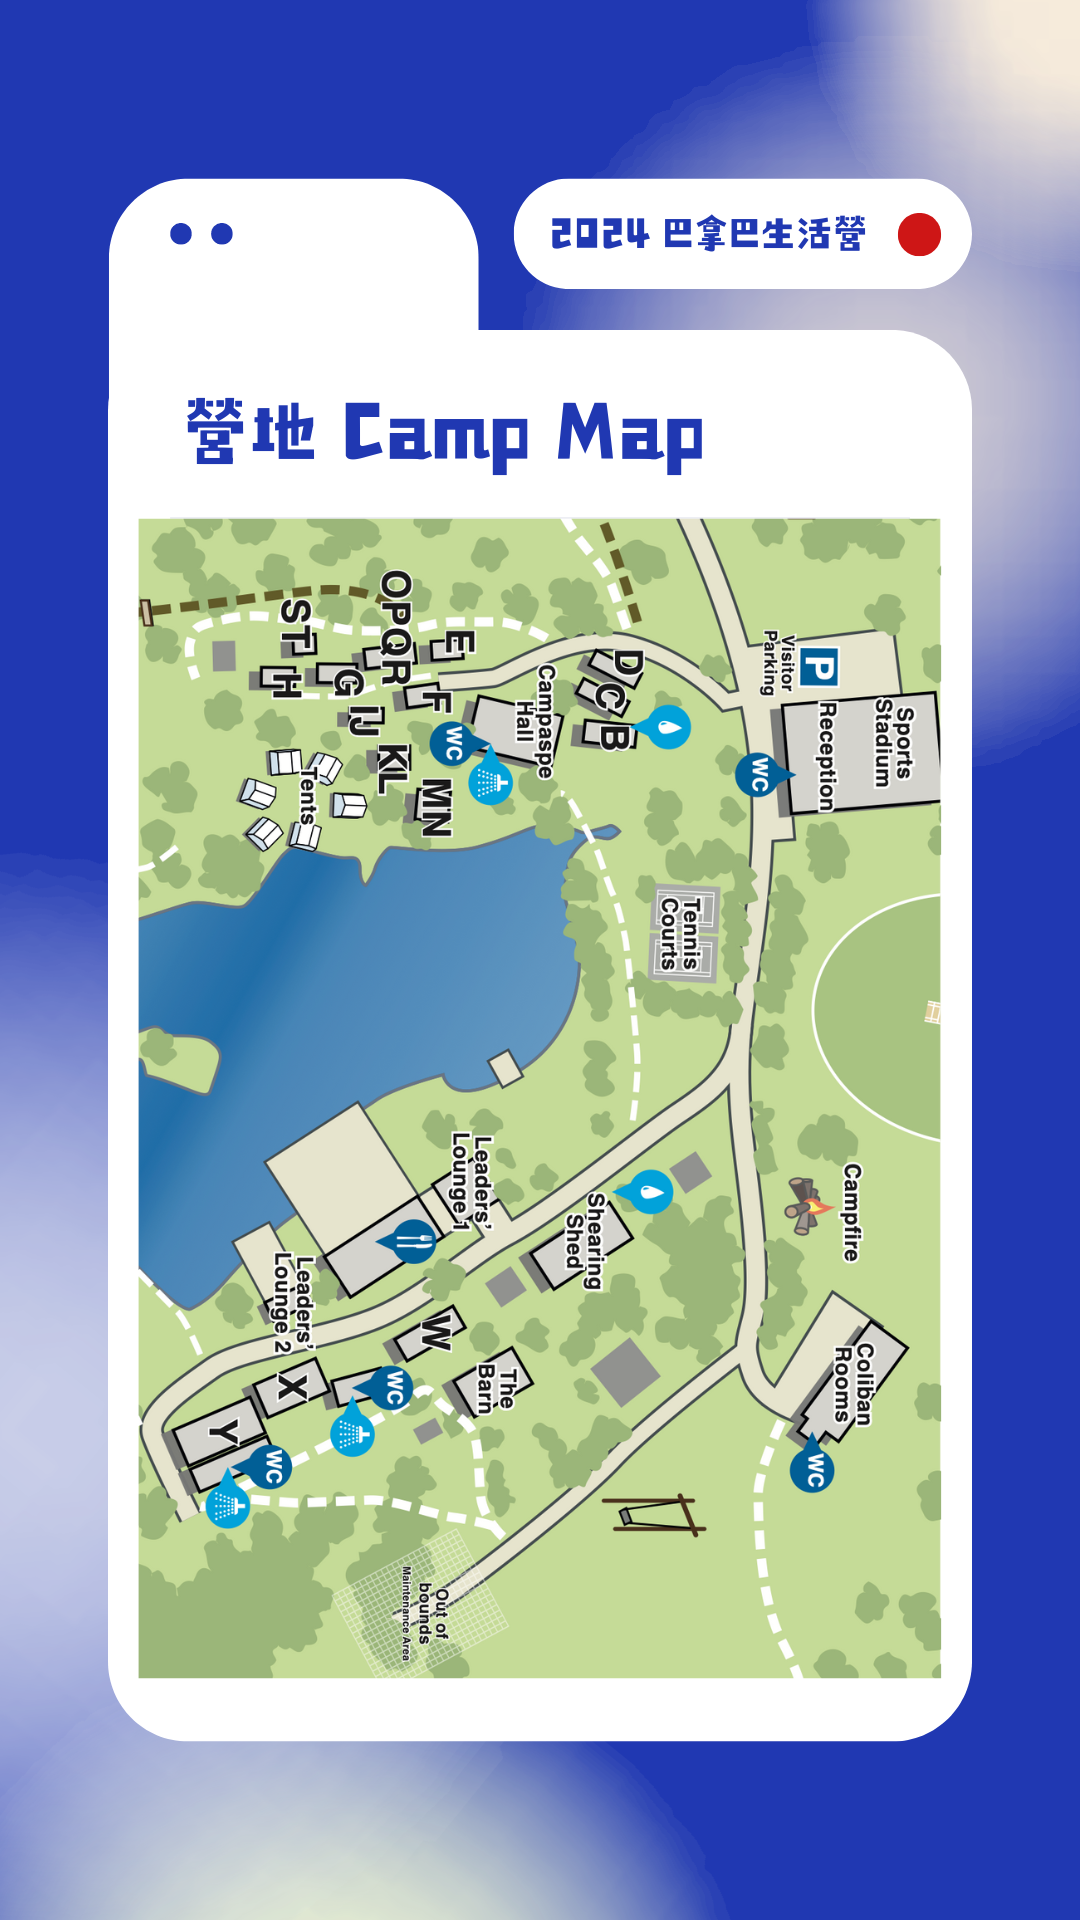 2024 巴拿巴生活營
營地 Camp Map
P
Visitor
Parking
Sports
Stadium
Reception
WC
D
C
B
Campaspe
Hall
WC
E
F
OPQR
G
IJ
KL
MN
ST
H
Tents
Tennis
Courts
Campfire
Leaders'
Lounge 1
Shearing
Shed
Leaders'
Lounge 2
Coliban
Rooms
WC
W
The
Barn
WC
X
Y
WC
Out of
bounds
Maintenance Area